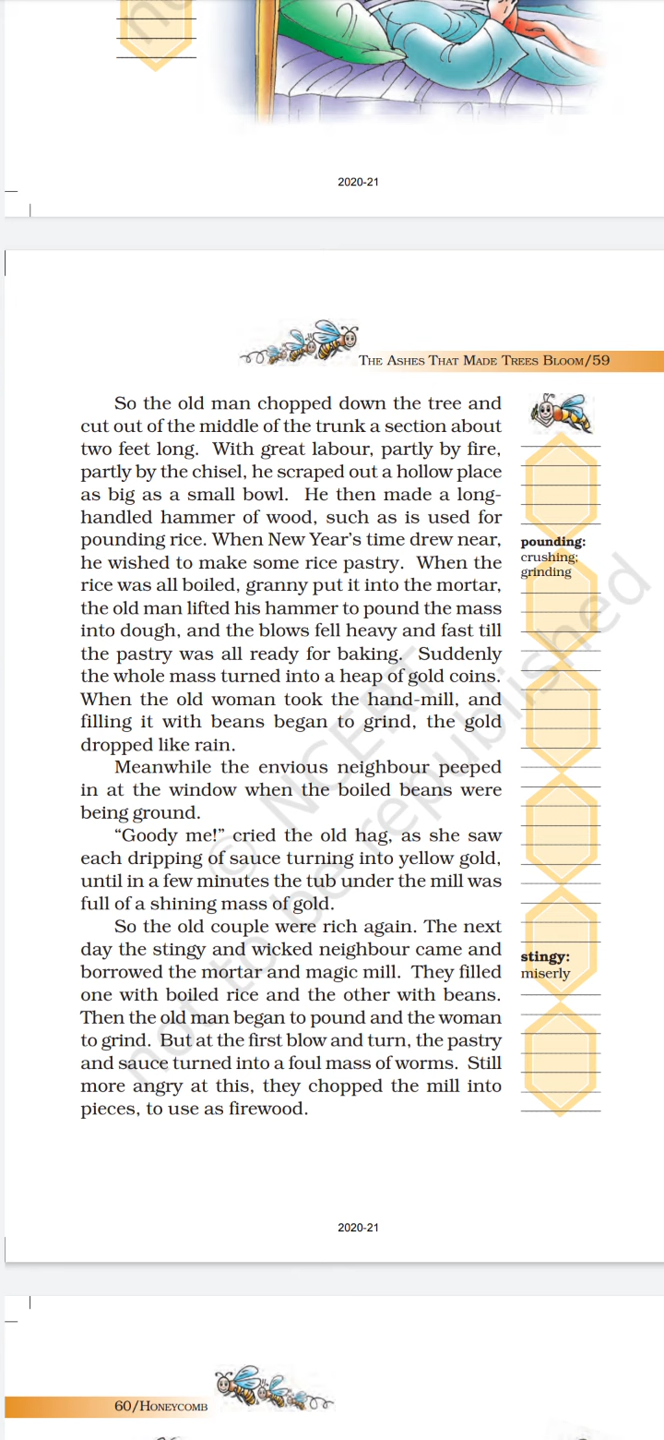 2020-21
THE ASHES THAT MADE TREES BLOOM/59
So the old man chopped down the tree and
cut out of the middle of the trunk a section about
two feet long. With great labour, partly by fire,
partly by the chisel, he scraped out a hollow place
as big as a small bowl. He then made a long-
handled hammer of wood, such as is used for
pounding rice. When New Year's time drew near,
he wished to make some rice pastry. When the
rice was all boiled, granny put it into the mortar,
the old man lifted his hammer to pound the mass
into dough, and the blows fell heavy and fast till
the pastry was all ready for baking. Suddenly
the whole mass turned into a heap of gold coins.
When the old woman took the hand-mill, and
filling it with beans began to grind, the gold
dropped like rain.
Meanwhile the envious neighbour peeped
in at the window when the boiled beans were
being ground.
“Goody me!” cried the old hag, as she saw
each dripping of sauce turning into yellow gold,
until in a few minutes the tub under the mill was
full of a shining mass of gold.
So the old couple were rich again. The next
day the stingy and wicked neighbour came and
borrowed the mortar and magic mill. They filled
one with boiled rice and the other with beans.
Then the old man began to pound and the woman
to grind. But at the first blow and turn, the pastry
and sauce turned into a foul mass of worms. Still
more angry at this, they chopped the mill into
pieces, to use as firewood.
pounding:
crushing;
grinding
stingy:
miserly
© NCERT
not to be republished
2020-21
60/HONEYCOMB